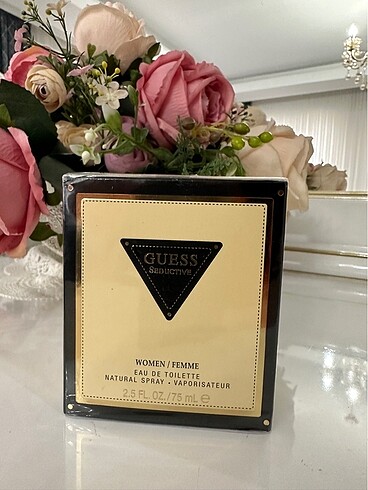 GUESS
SEDUCTIVE
WOMEN / FEMME
EAU DE TOILETTE
NATURAL SPRAY • VAPORISATEUR
2.5 FL.OZ./75 mL ℮